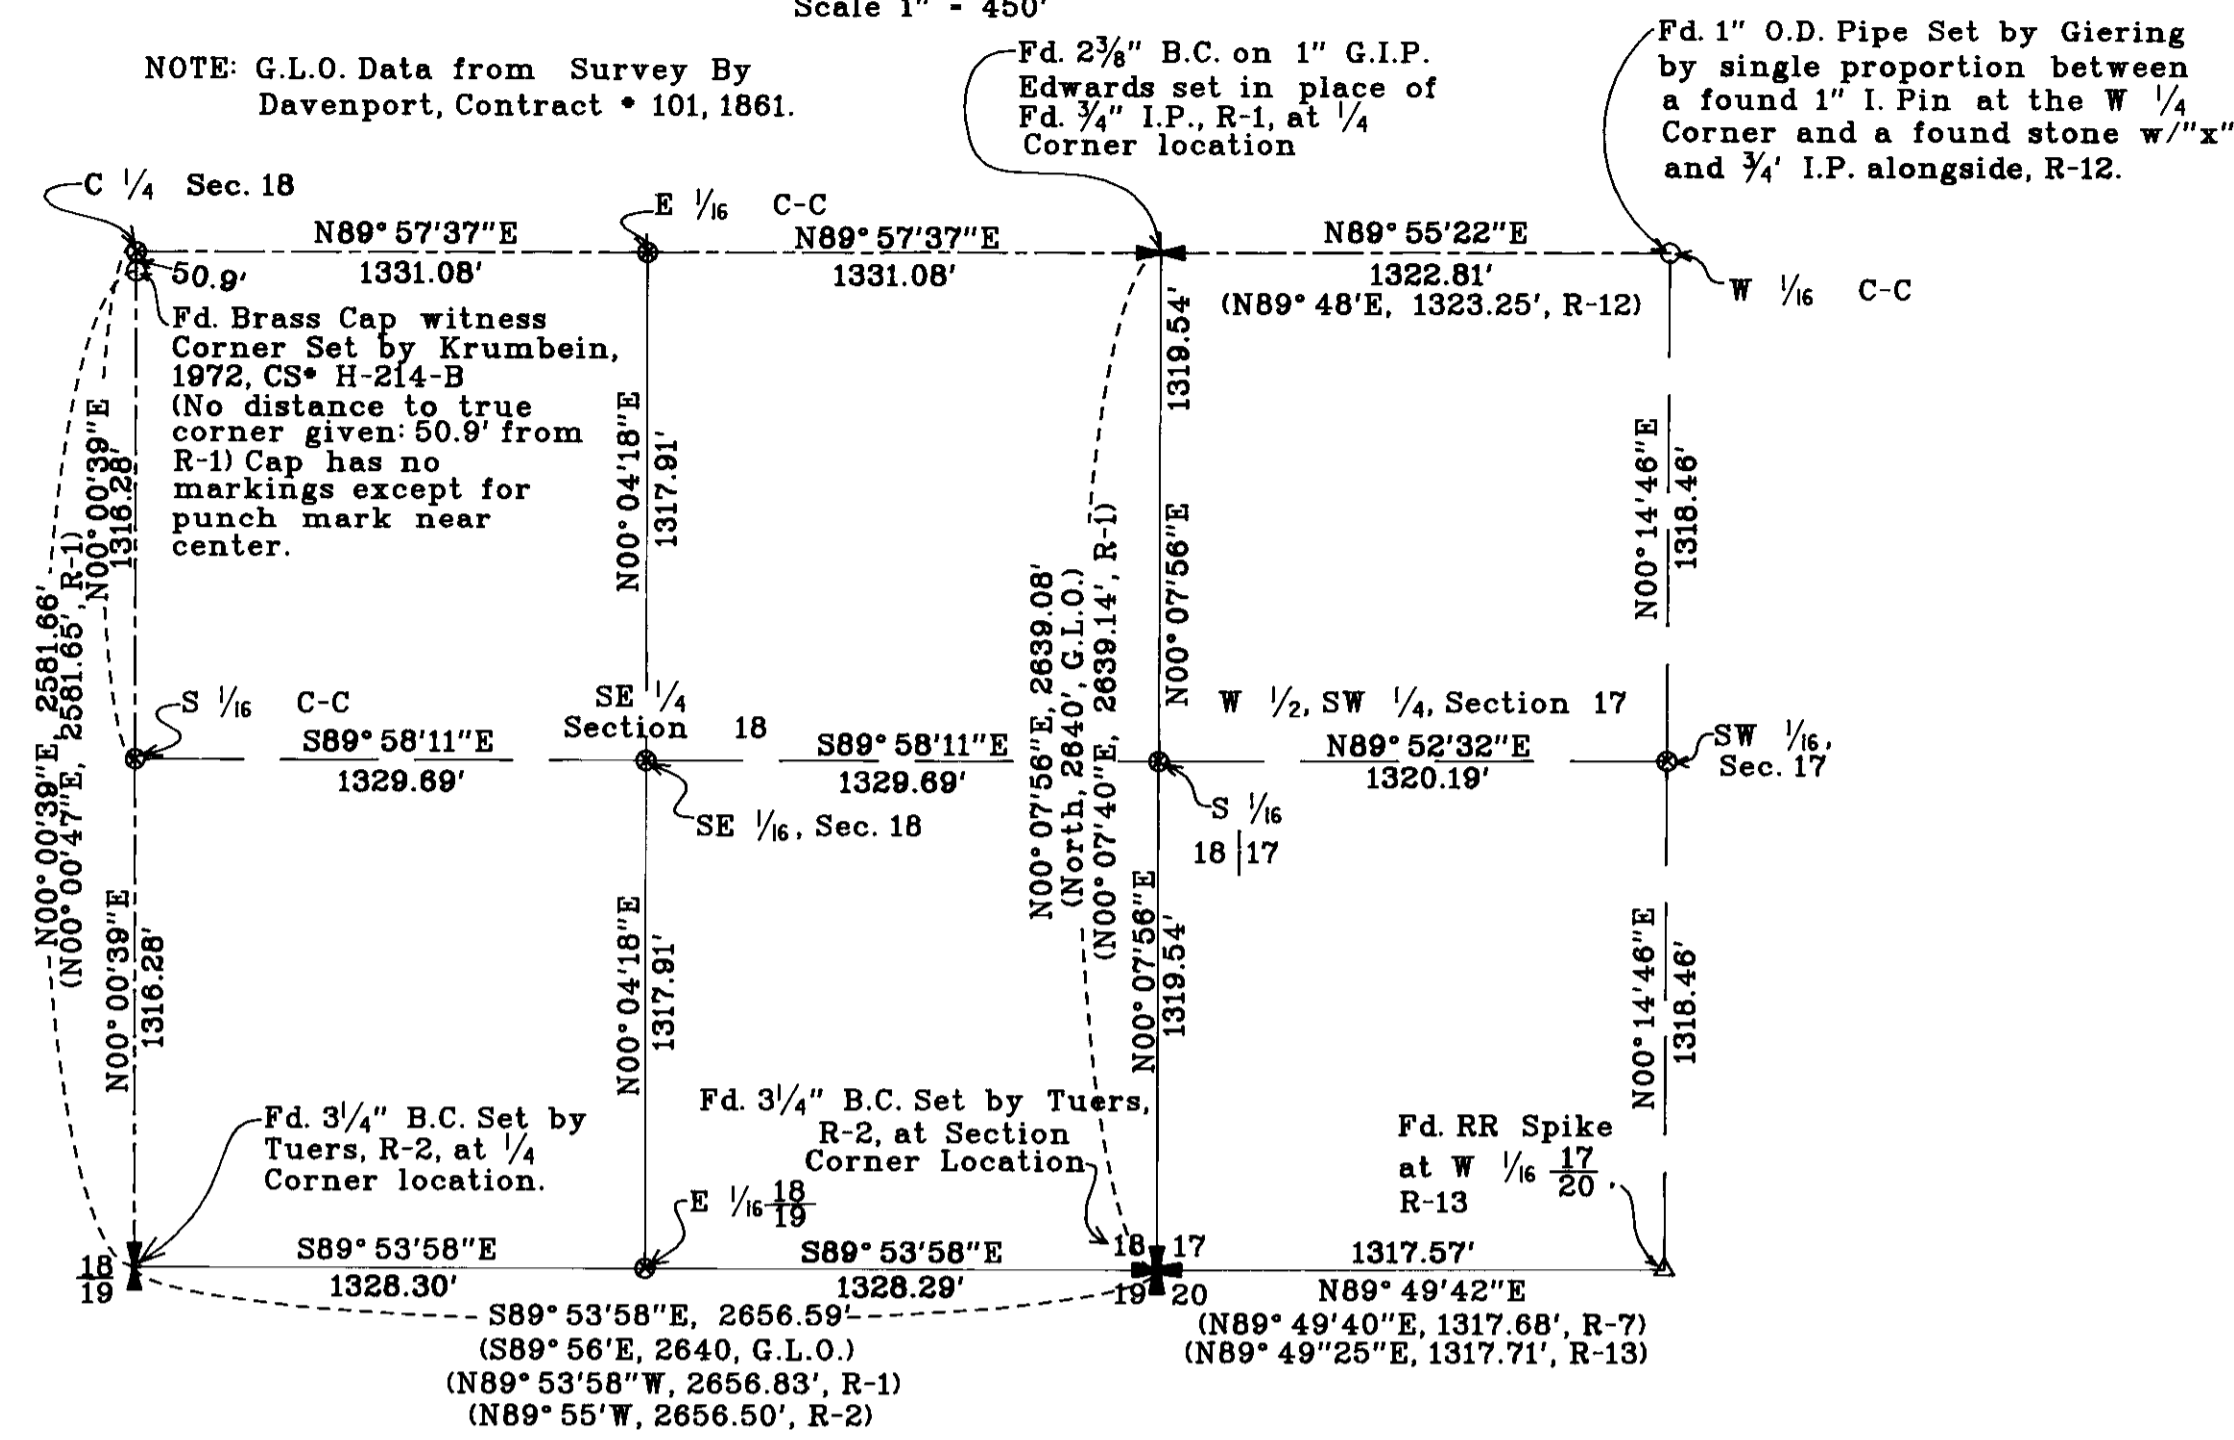 Scale 1" - 450'
NOTE: G.L.O. Data from Survey By
Davenport, Contract • 101, 1861.
Fd. 2⅜" B.C. on 1" G.I.P.
Edwards set in place of
Fd. ¾" I.P., R-1, at ¼
Corner location
Fd. 1" O.D. Pipe Set by Giering
by single proportion between
a found 1" I. Pin at the W ¼
Corner and a found stone w/"x"
and ¾' I.P. alongside, R-12.
C ¼ Sec. 18
E 1/16 C-C
N89°57'37"E
1331.08'
N89°57'37"E
1331.08'
N89°55'22"E
1322.81'
(N89°48'E, 1323.25', R-12)
W 1/16 C-C
50.9'
Fd. Brass Cap witness
Corner Set by Krumbein,
1972, CS• H-214-B
(No distance to true
corner given: 50.9' from
R-1) Cap has no
markings except for
punch mark near
center.
N00°00'39"E
1316.28'
N00°04'18"E
1317.91'
1319.54'
N00°07'56"E
N00°14'46"E
1318.46'
N00°00'39"E, 2581.66'
(N00°00'47"E, 2581.65', R-1)
N00°07'56"E, 2639.08'
(North, 2640', G.L.O.)
(N00°07'40"E, 2639.14', R-1)
S 1/16 C-C
SE ¼
Section 18
W ½, SW ¼, Section 17
S89°58'11"E
1329.69'
S89°58'11"E
1329.69'
N89°52'32"E
1320.19'
SW 1/16,
Sec. 17
SE 1/16, Sec. 18
S 1/16
18 | 17
N00°00'39"E
1316.28'
N00°04'18"E
1317.91'
N00°07'56"E
1319.54'
N00°14'46"E
1318.46'
Fd. 3¼" B.C. Set by
Tuers, R-2, at ¼
Corner location.
Fd. 3¼" B.C. Set by Tuers,
R-2, at Section
Corner Location
Fd. RR Spike
at W 1/16 17/20,
R-13
E 1/16 18/19
18
19
S89°53'58"E
1328.30'
S89°53'58"E
1328.29'
18 17
19 20
1317.57'
N89°49'42"E
(N89°49'40"E, 1317.68', R-7)
(N89°49"25"E, 1317.71', R-13)
S89°53'58"E, 2656.59'
(S89°56'E, 2640, G.L.O.)
(N89°53'58"W, 2656.83', R-1)
(N89°55'W, 2656.50', R-2)